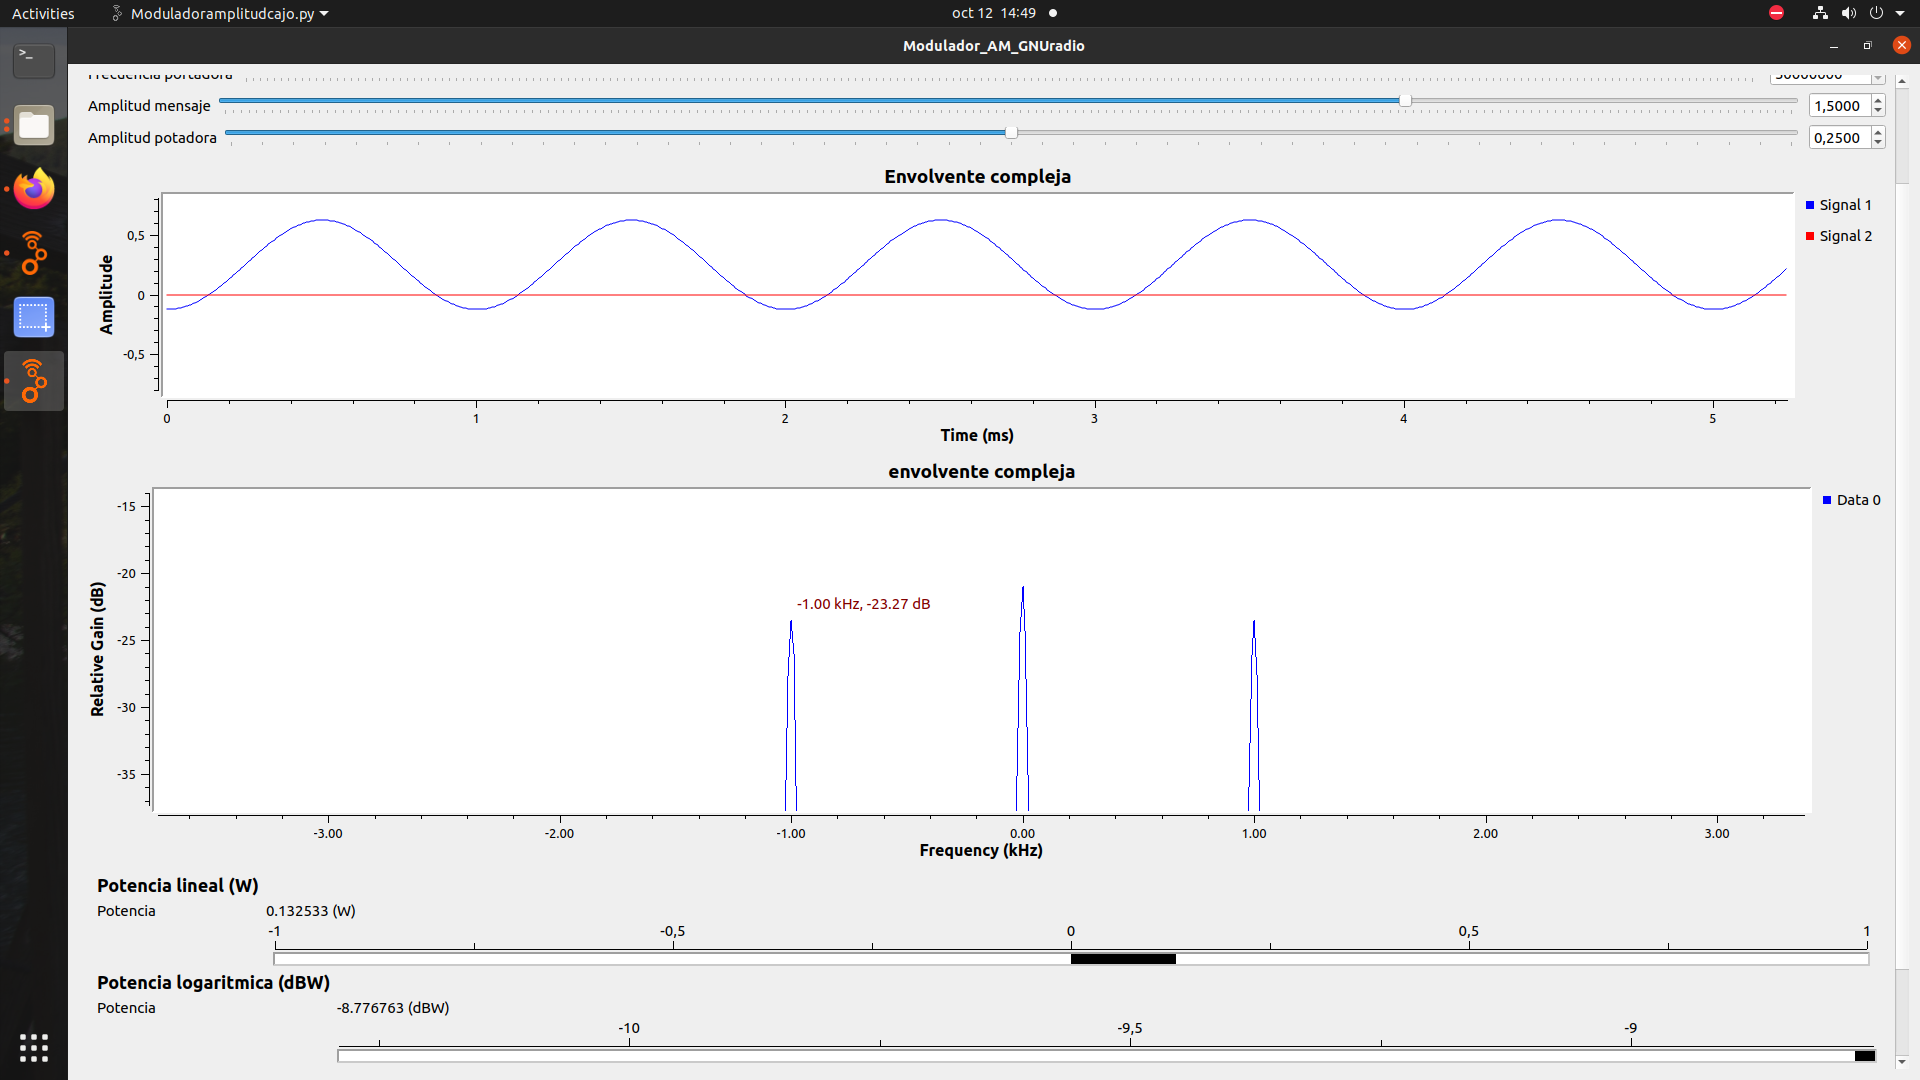 Activities
Moduladoramplitudcajo.py
oct 12 14:49
Modulador_AM_GNUradio
Frecuencia portadora
Amplitud mensaje
1,5000
Amplitud potadora
0,2500
Envolvente compleja
Signal 1
Signal 2
Amplitude
0,5
0
-0,5
0 1 2 3 4 5
Time (ms)
envolvente compleja
Data 0
Relative Gain (dB)
-15
-20
-25
-30
-35
-1.00 kHz, -23.27 dB
-3.00 -2.00 -1.00 0.00 1.00 2.00 3.00
Frequency (kHz)
Potencia lineal (W)
Potencia 0.132533 (W)
-1 -0,5 0 0,5 1
Potencia logaritmica (dBW)
Potencia -8.776763 (dBW)
-10 -9,5 -9